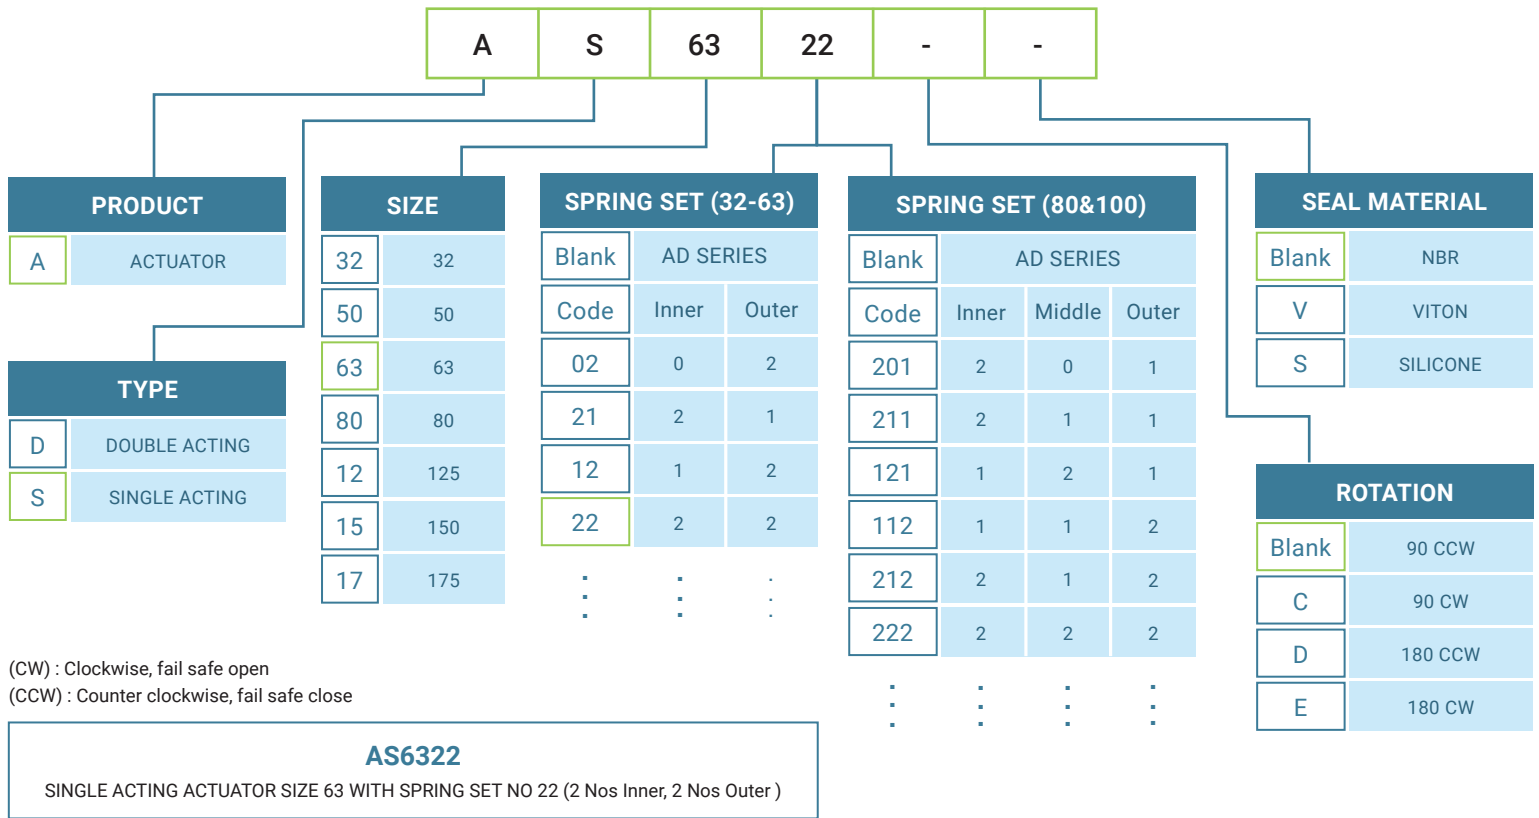 A S 63 22 - -
PRODUCT
A ACTUATOR
TYPE
D DOUBLE ACTING
S SINGLE ACTING
SIZE
32 32
50 50
63 63
80 80
12 125
15 150
17 175
SPRING SET (32-63)
Blank AD SERIES
Code Inner Outer
02 0 2
21 2 1
12 1 2
22 2 2
SPRING SET (80&100)
Blank AD SERIES
Code Inner Middle Outer
201 2 0 1
211 2 1 1
121 1 2 1
112 1 1 2
212 2 1 2
222 2 2 2
SEAL MATERIAL
Blank NBR
V VITON
S SILICONE
ROTATION
Blank 90 CCW
C 90 CW
D 180 CCW
E 180 CW
(CW) : Clockwise, fail safe open
(CCW) : Counter clockwise, fail safe close
AS6322
SINGLE ACTING ACTUATOR SIZE 63 WITH SPRING SET NO 22 (2 Nos Inner, 2 Nos Outer )